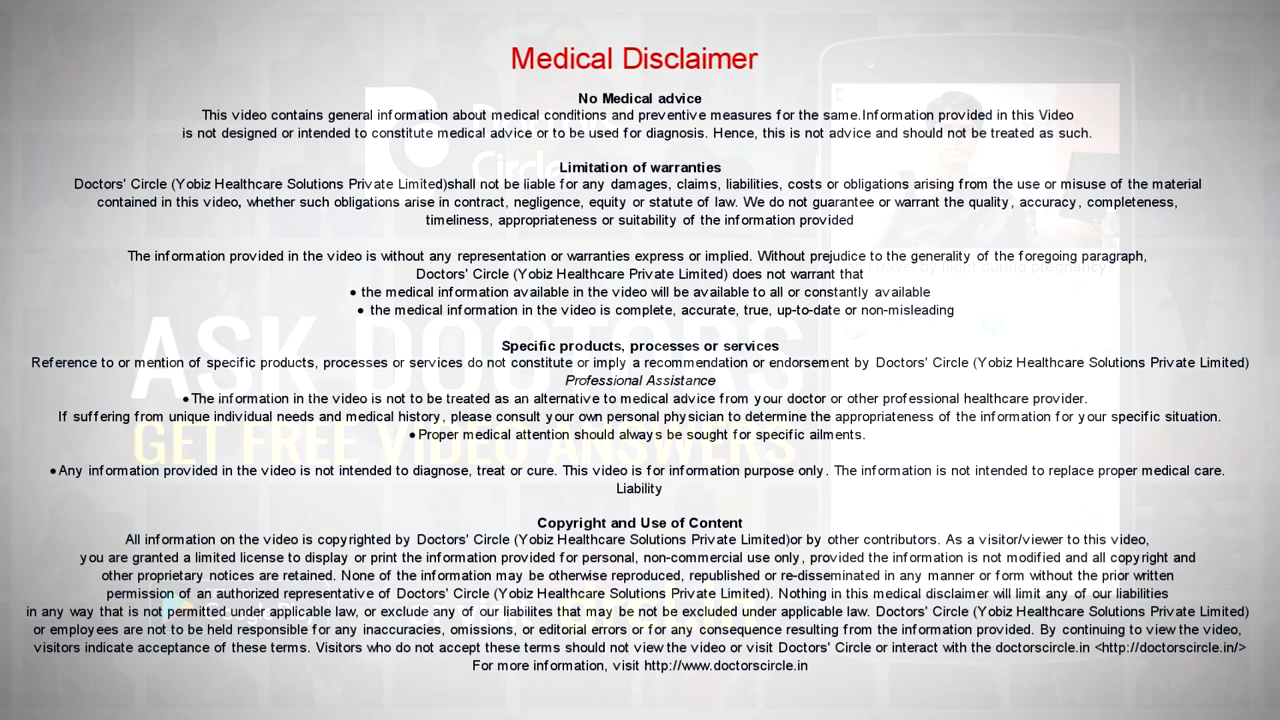 Medical Disclaimer
No Medical advice
This video contains general information about medical conditions and preventive measures for the same.Information provided in this Video
is not designed or intended to constitute medical advice or to be used for diagnosis. Hence, this is not advice and should not be treated as such.
Limitation of warranties
Doctors' Circle (Yobiz Healthcare Solutions Private Limited)shall not be liable for any damages, claims, liabilities, costs or obligations arising from the use or misuse of the material
contained in this video, whether such obligations arise in contract, negligence, equity or statute of law. We do not guarantee or warrant the quality, accuracy, completeness,
timeliness, appropriateness or suitability of the information provided
The information provided in the video is without any representation or warranties express or implied. Without prejudice to the generality of the foregoing paragraph,
Doctors' Circle (Yobiz Healthcare Private Limited) does not warrant that
travel by flight during pregnancy?
• the medical information available in the video will be available to all or constantly available
• the medical information in the video is complete, accurate, true, up-to-date or non-misleading
ASK DOCTORS
Specific products, processes or services
Reference to or mention of specific products, processes or services do not constitute or imply a recommendation or endorsement by Doctors' Circle (Yobiz Healthcare Solutions Private Limited)
Professional Assistance
•The information in the video is not to be treated as an alternative to medical advice from your doctor or other professional healthcare provider.
If suffering from unique individual needs and medical history, please consult your own personal physician to determine the appropriateness of the information for your specific situation.
•Proper medical attention should always be sought for specific ailments.
GET FREE VIDEO ANSWERS
•Any information provided in the video is not intended to diagnose, treat or cure. This video is for information purpose only. The information is not intended to replace proper medical care.
Liability
Copyright and Use of Content
All information on the video is copyrighted by Doctors' Circle (Yobiz Healthcare Solutions Private Limited)or by other contributors. As a visitor/viewer to this video,
you are granted a limited license to display or print the information provided for personal, non-commercial use only, provided the information is not modified and all copyright and
other proprietary notices are retained. None of the information may be otherwise reproduced, republished or re-disseminated in any manner or form without the prior written
permission of an authorized representative of Doctors' Circle (Yobiz Healthcare Solutions Private Limited). Nothing in this medical disclaimer will limit any of our liabilities
in any way that is not permitted under applicable law, or exclude any of our liabilites that may be not be excluded under applicable law. Doctors' Circle (Yobiz Healthcare Solutions Private Limited)
or employees are not to be held responsible for any inaccuracies, omissions, or editorial errors or for any consequence resulting from the information provided. By continuing to view the video,
visitors indicate acceptance of these terms. Visitors who do not accept these terms should not view the video or visit Doctors' Circle or interact with the doctorscircle.in <http://doctorscircle.in/>
For more information, visit http://www.doctorscircle.in